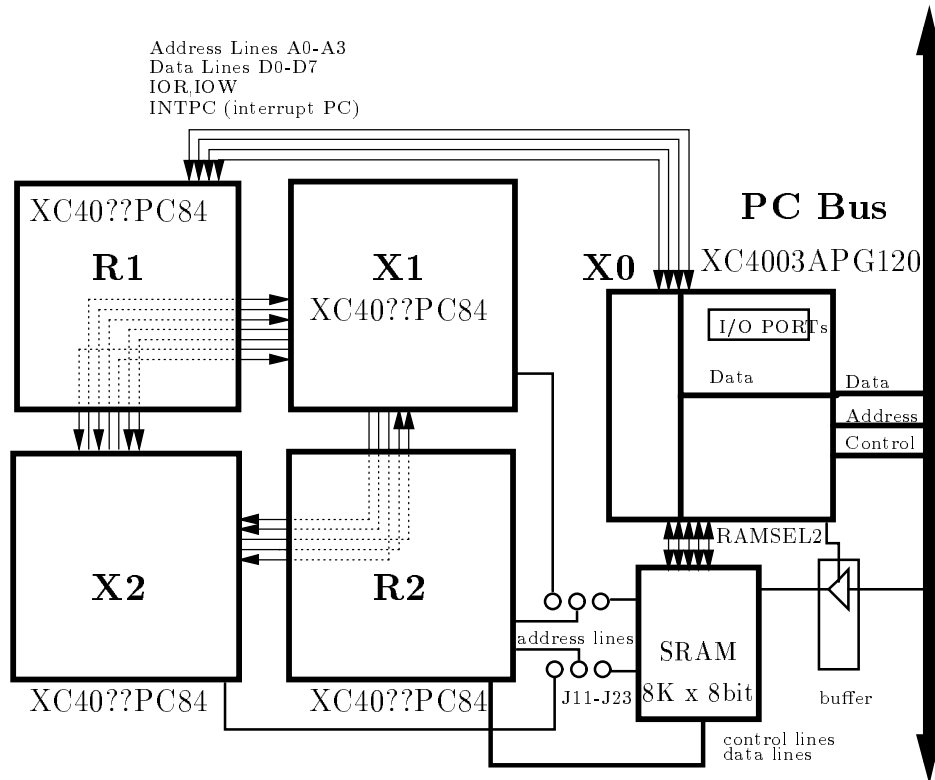 Address Lines A0-A3
Data Lines D0-D7
IOR,IOW
INTPC (interrupt PC)
XC40??PC84
R1
X1
XC40??PC84
PC Bus
X0
XC4003APG120
I/O PORTs
Data
Data
Address
Control
RAMSEL2
X2
R2
address lines
SRAM
8K x 8bit
J11-J23
XC40??PC84
XC40??PC84
buffer
control lines
data lines